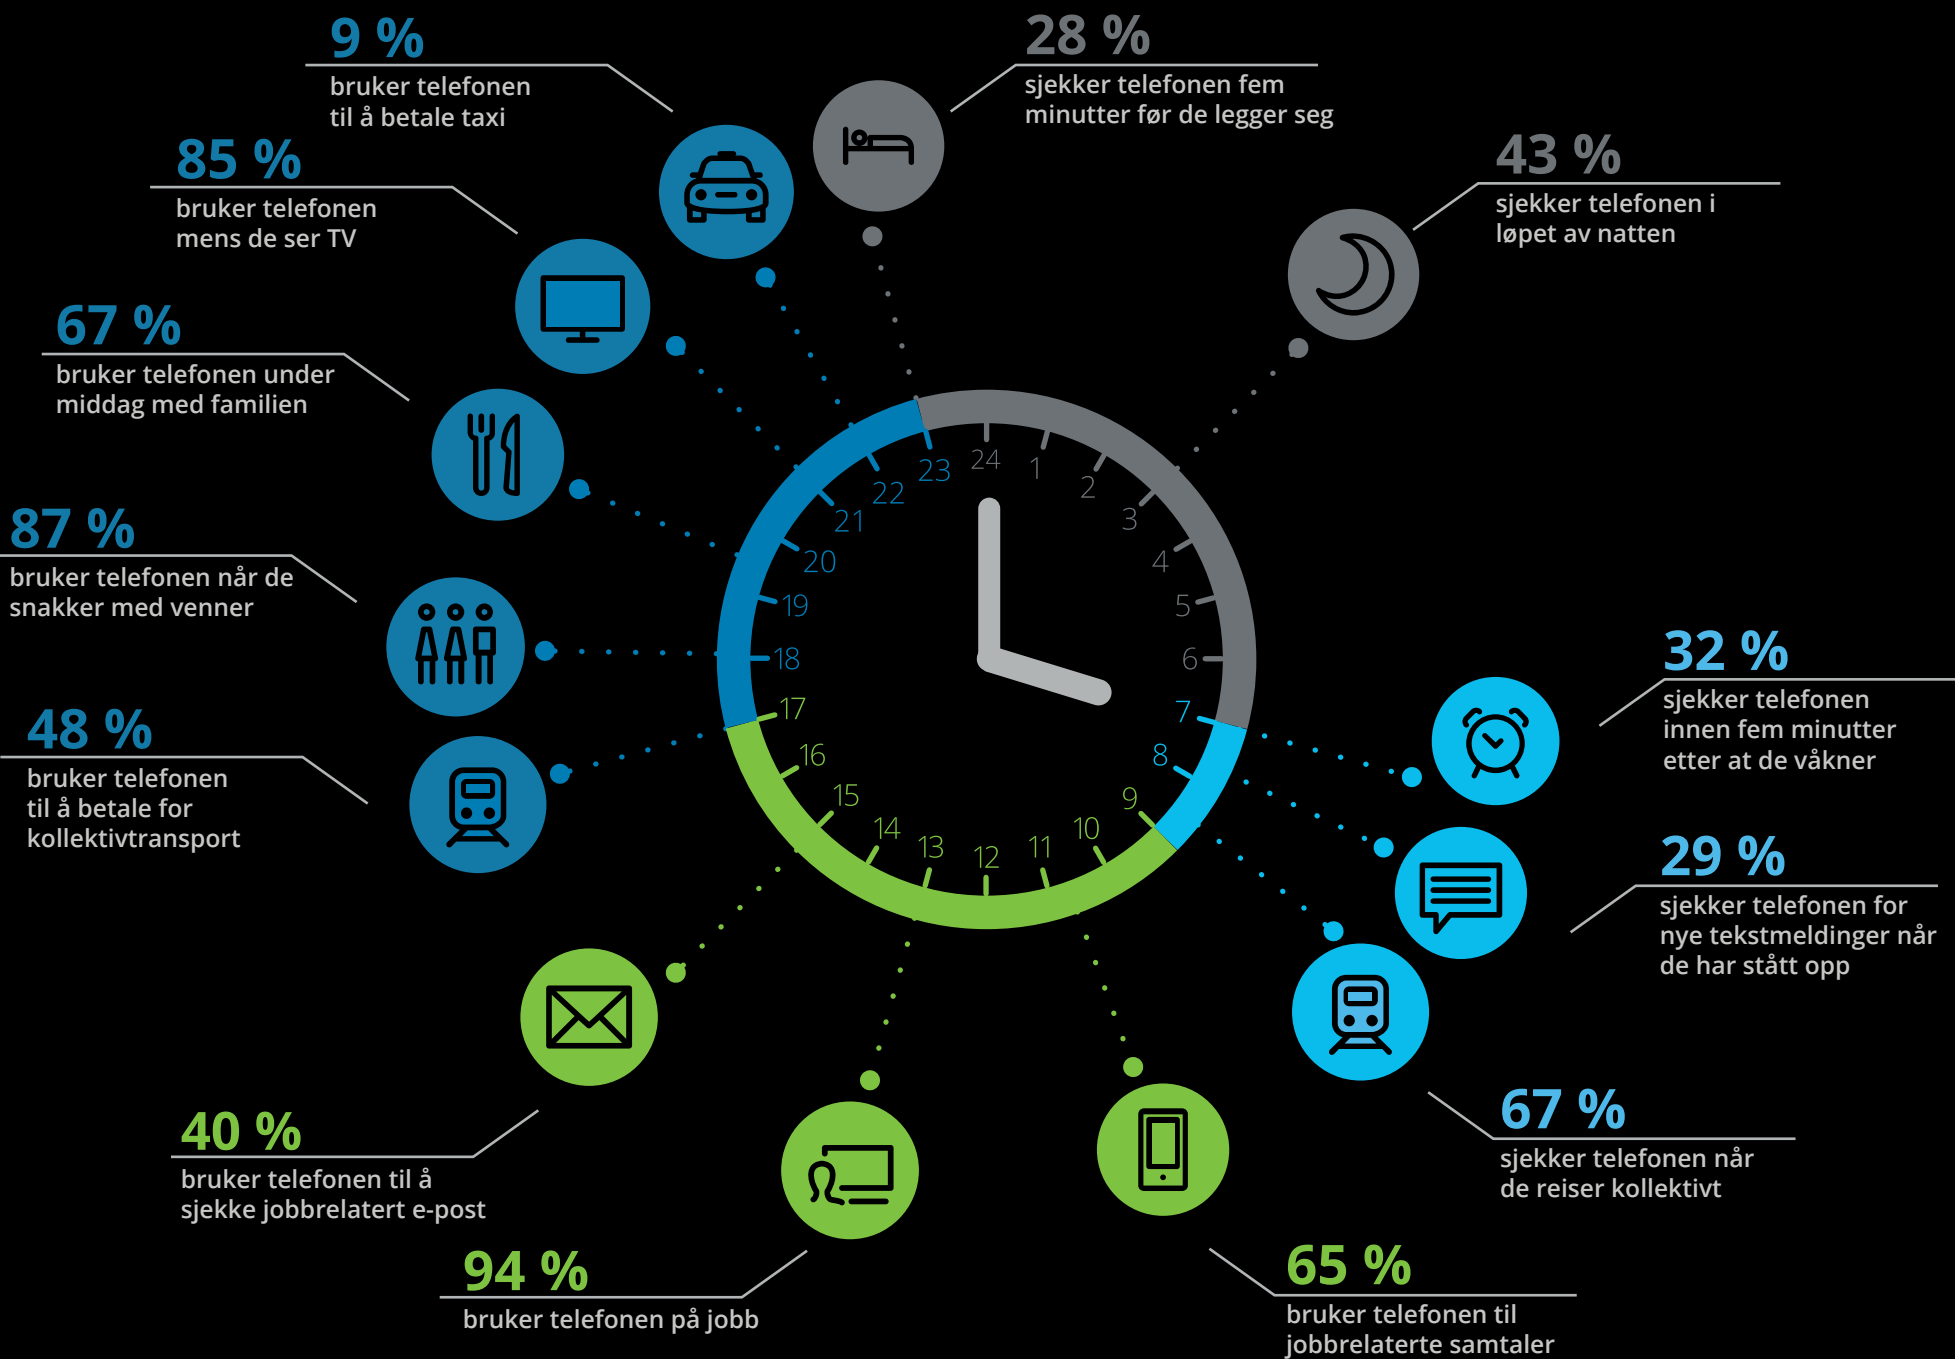 9 %
bruker telefonen
til å betale taxi
28 %
sjekker telefonen fem
minutter før de legger seg
85 %
bruker telefonen
mens de ser TV
43 %
sjekker telefonen i
løpet av natten
67 %
bruker telefonen under
middag med familien
87 %
bruker telefonen når de
snakker med venner
48 %
bruker telefonen
til å betale for
kollektivtransport
24
1
2
3
4
5
6
7
8
9
10
11
12
13
14
15
16
17
18
19
20
21
22
23
32 %
sjekker telefonen
innen fem minutter
etter at de våkner
29 %
sjekker telefonen for
nye tekstmeldinger når
de har stått opp
67 %
sjekker telefonen når
de reiser kollektivt
40 %
bruker telefonen til å
sjekke jobbrelatert e-post
94 %
bruker telefonen på jobb
65 %
bruker telefonen til
jobbrelaterte samtaler